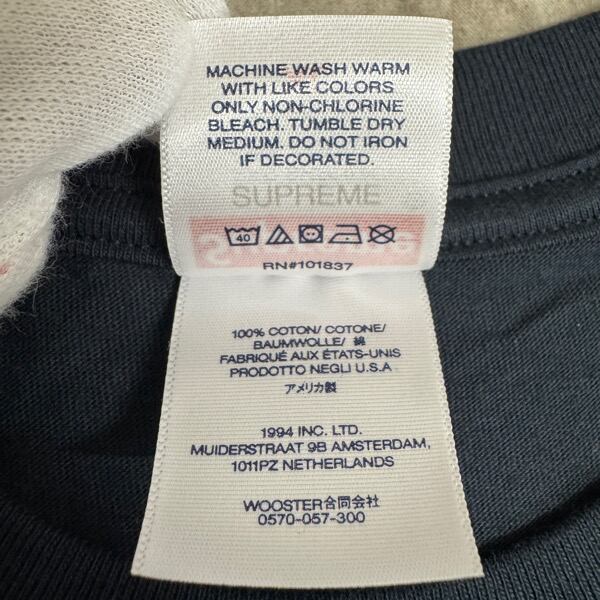 MACHINE WASH WARM
WITH LIKE COLORS
ONLY NON-CHLORINE
BLEACH. TUMBLE DRY
MEDIUM. DO NOT IRON
IF DECORATED.
SUPREME
40
RN#101837
100% COTON/ COTONE/
BAUMWOLLE/ 綿
FABRIQUÉ AUX ÉTATS-UNIS
PRODOTTO NEGLI U.S.A
アメリカ製
1994 INC. LTD.
MUIDERSTRAAT 9B AMSTERDAM,
1011PZ NETHERLANDS
WOOSTER合同会社
0570-057-300